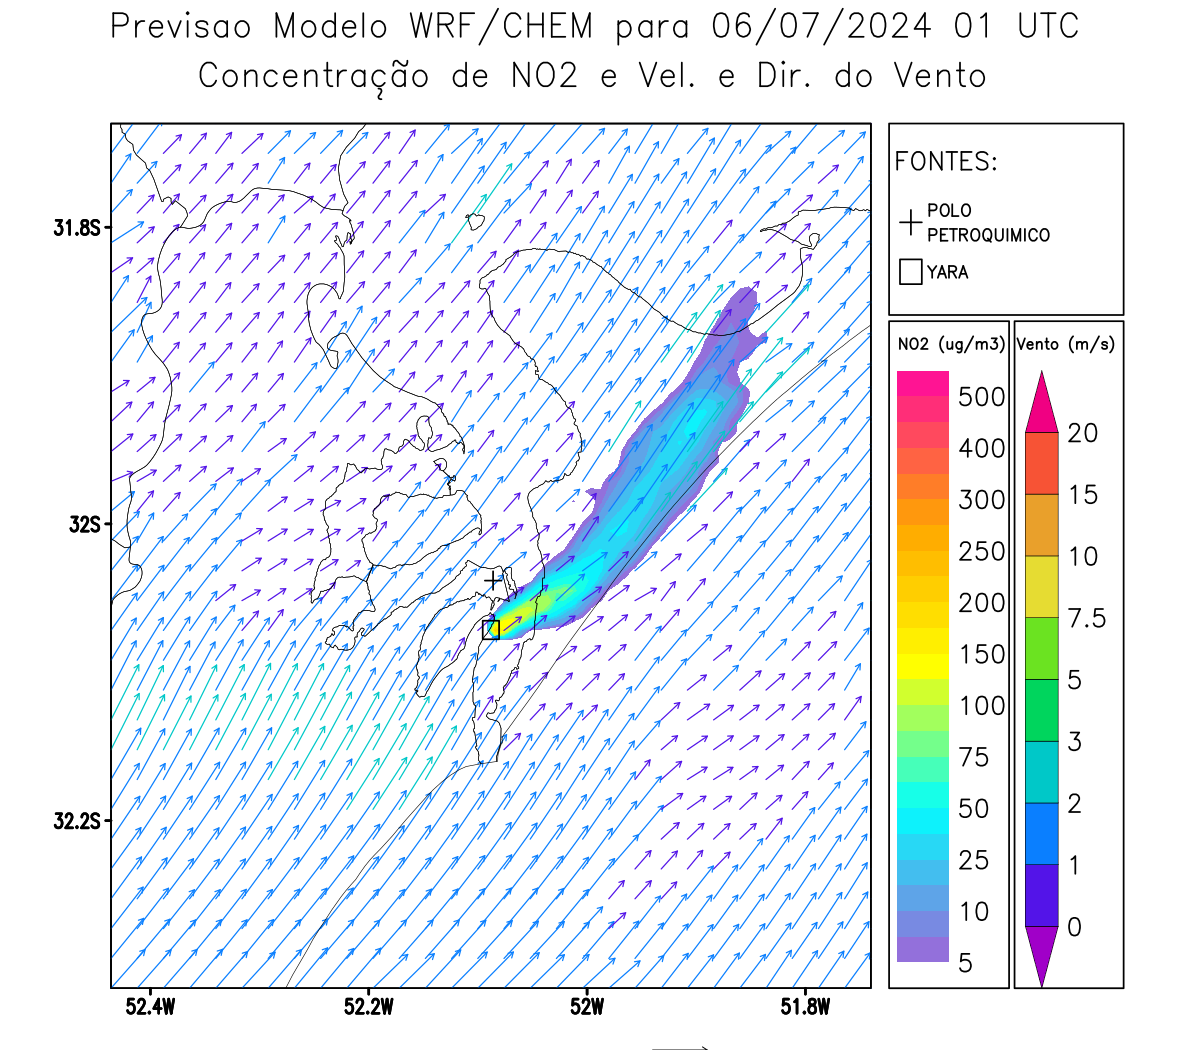 Previsao Modelo WRF/CHEM para 06/07/2024 01 UTC
Concentração de NO2 e Vel. e Dir. do Vento
FONTES:
POLO
PETROQUIMICO
YARA
31.8S
32S
32.2S
52.4W
52.2W
52W
51.8W
NO2 (ug/m3)
500
400
300
250
200
150
100
75
50
25
10
5
Vento (m/s)
20
15
10
7.5
5
3
2
1
0